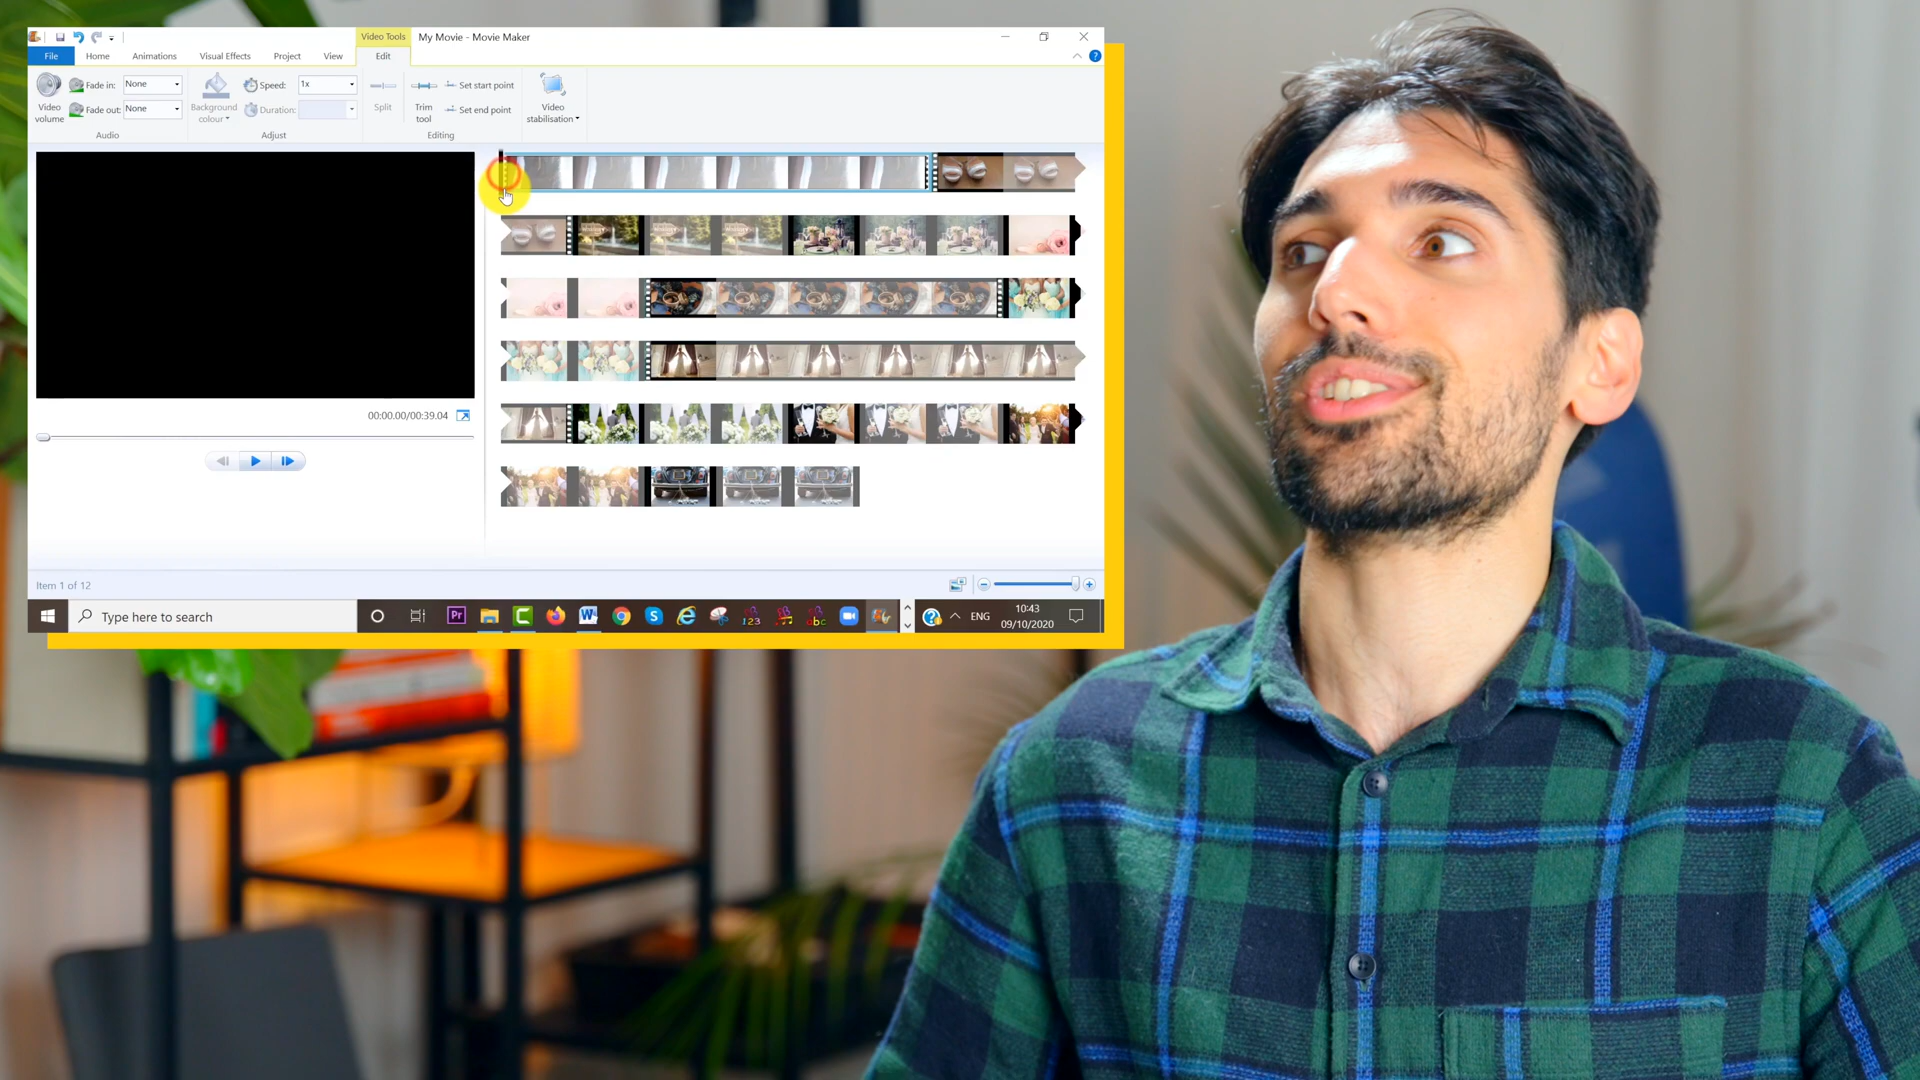 Video Tools
My Movie - Movie Maker
File
Home
Animations
Visual Effects
Project
View
Edit
Video volume
Fade in:
None
Fade out:
None
Audio
Background colour
Speed:
1x
Duration:
Adjust
Split
Trim tool
Set start point
Set end point
Editing
Video stabilisation
00:00.00/00:39.04
Item 1 of 12
Type here to search
Pr
123
abc
ENG
10:43
09/10/2020